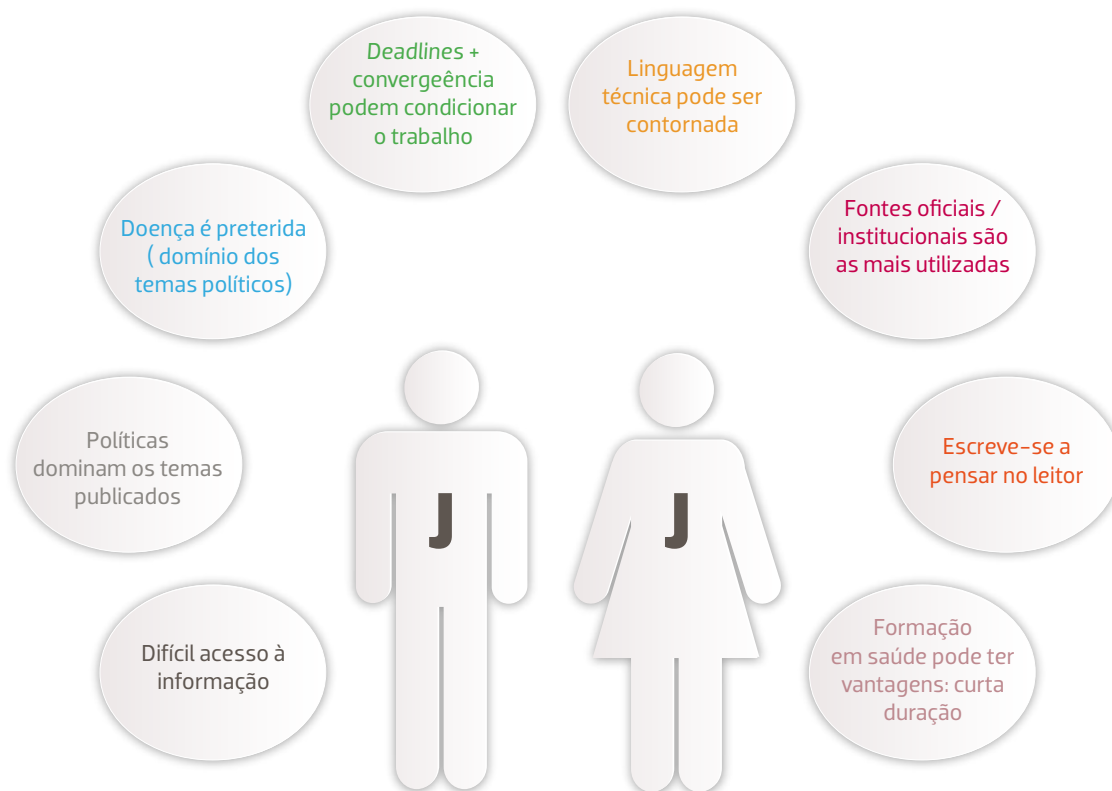 Deadlines +
convergeência
podem condicionar
o trabalho
Linguagem
técnica pode ser
contornada
Doença é preterida
( domínio dos
temas políticos)
Fontes oficiais /
institucionais são
as mais utilizadas
Políticas
dominam os temas
publicados
Escreve-se a
pensar no leitor
J
J
Difícil acesso à
informação
Formação
em saúde pode ter
vantagens: curta
duração